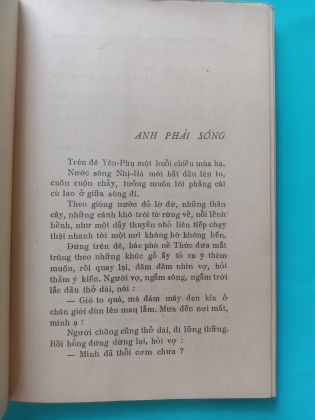 ANH PHẢI SỐNG
Trên đê Yên-Phụ một buổi chiều mùa hạ.
Nước sông Nhị-Hà mới bắt đầu lên to,
cuồn cuộn chảy, tưởng muốn lôi phăng cái
cù lao ở giữa sông đi.
Theo giòng nước đỏ lờ đờ, những thân
cây, những cành khô trôi từ rừng về, nổi lềnh
bềnh, như một dẫy thuyền nhỏ liên tiếp chạy
thật nhanh tới một nơi không bờ không bến.
Đứng trên đê, bác phó nề Thức đưa mắt
trông theo những khúc gỗ ấy tỏ ra ý thèm
muốn, rồi quay lại, đăm đăm nhìn vợ, hỏi
thầm ý kiến. Người vợ, ngắm sông, ngắm trời
lắc đầu thở dài, nói :
— Gió to quá, mà đám mây đen kia ở
chân giời đùn lên maų lắm. Mưa đến nơi mất,
mình ạ !
Người chồng cũng thở dài, đi lững thững.
Rồi bỗng đứng dừng lại, hỏi vợ :
— Mình đã thổi cơm chưa ?